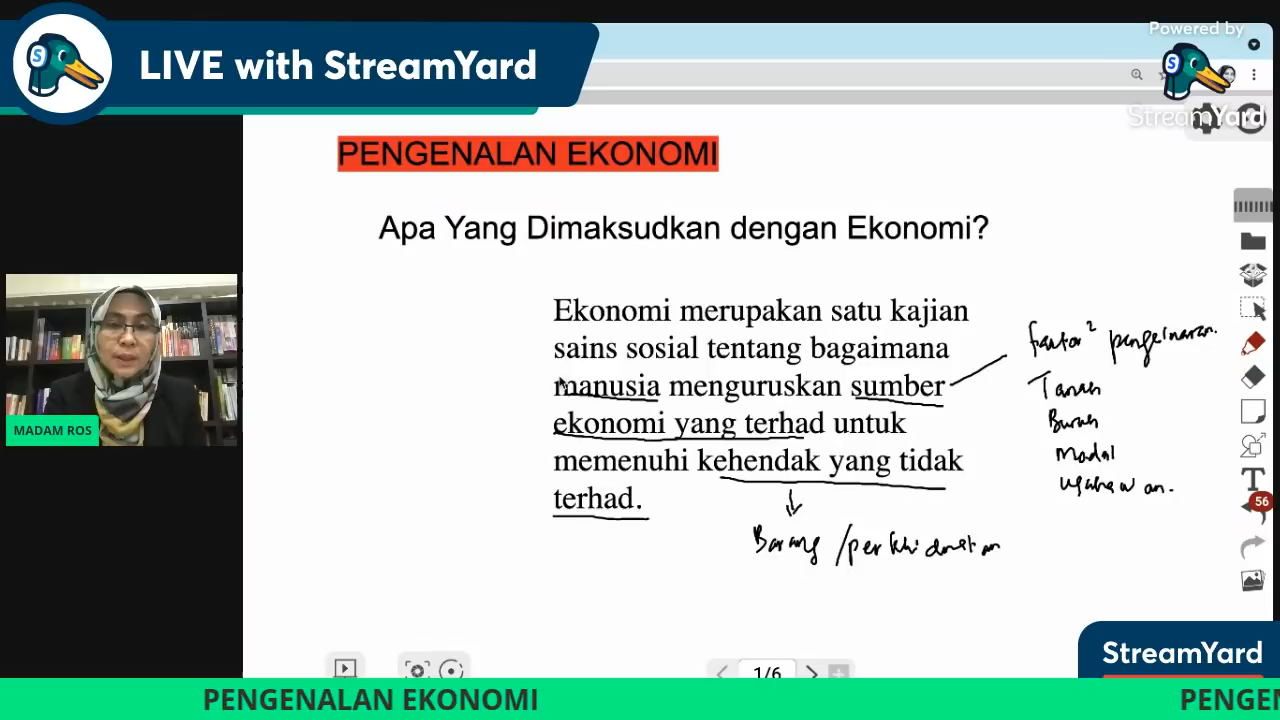 Powered by
LIVE with StreamYard
StreamYard
PENGENALAN EKONOMI
Apa Yang Dimaksudkan dengan Ekonomi?
Ekonomi merupakan satu kajian
sains sosial tentang bagaimana
manusia menguruskan sumber
ekonomi yang terhad untuk
memenuhi kehendak yang tidak
terhad.
faktor² pengeluaran.
Tanah
Buruh
Modal
usahawan.
Barang/perkhidmatan
MADAM ROS
56
1/6
StreamYard
PENGENALAN EKONOMI
PENGEN